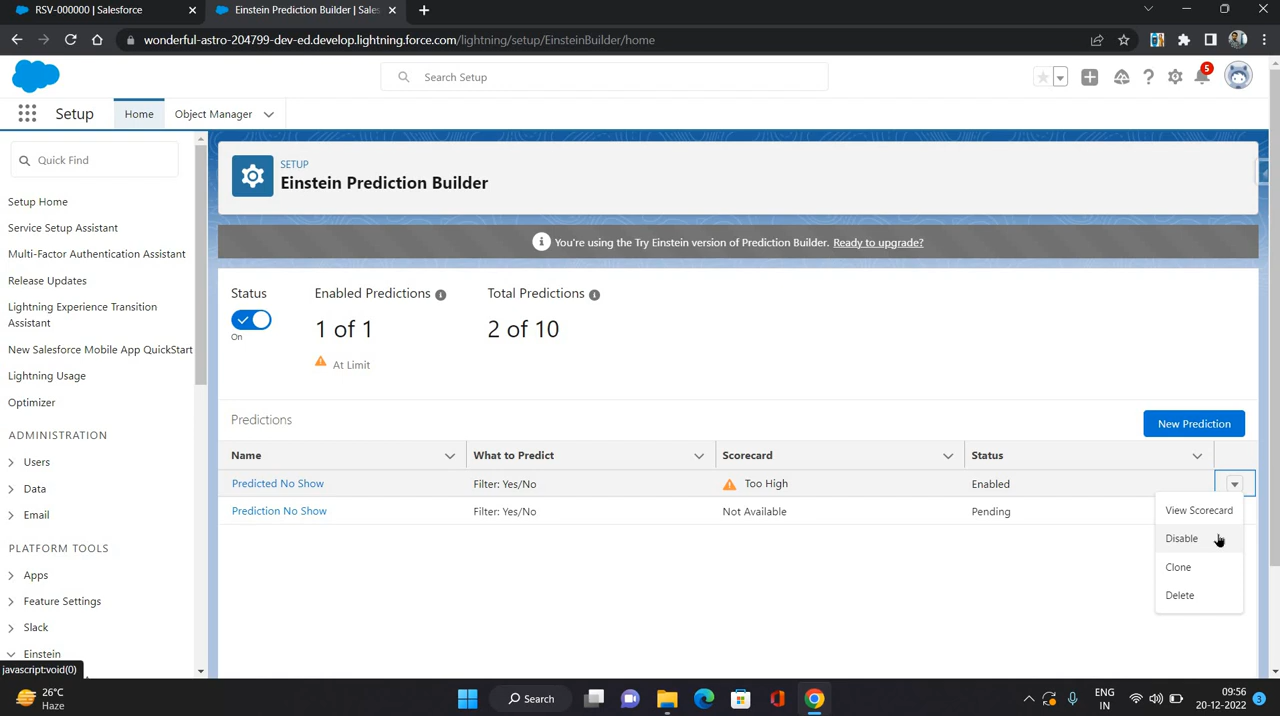 RSV-000000 | Salesforce
Einstein Prediction Builder | Sales
wonderful-astro-204799-dev-ed.develop.lightning.force.com/lightning/setup/EinsteinBuilder/home
Search Setup
5
Setup
Home
Object Manager
Quick Find
Setup Home
Service Setup Assistant
Multi-Factor Authentication Assistant
Release Updates
Lightning Experience Transition
Assistant
New Salesforce Mobile App QuickStart
Lightning Usage
Optimizer
ADMINISTRATION
Users
Data
Email
PLATFORM TOOLS
Apps
Feature Settings
Slack
Einstein
javascript:void(0)
SETUP
Einstein Prediction Builder
You're using the Try Einstein version of Prediction Builder. Ready to upgrade?
Status
Enabled Predictions
Total Predictions
On
1 of 1
2 of 10
At Limit
Predictions
New Prediction
Name
What to Predict
Scorecard
Status
Predicted No Show
Filter: Yes/No
Too High
Enabled
Prediction No Show
Filter: Yes/No
Not Available
Pending
View Scorecard
Disable
Clone
Delete
26°C
Haze
Search
ENG
IN
09:56
20-12-2022
3